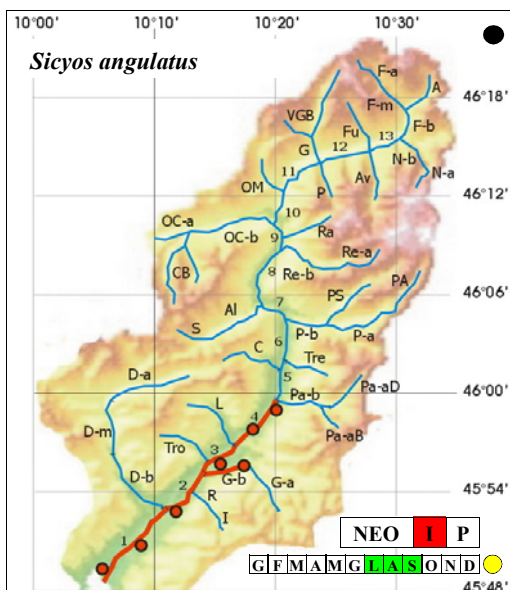 10°00' 10°10' 10°20' 10°30'
Sicyos angulatus
F-a
A
46°18'
F-m
VGB
F-b
Fu
13
G
12
N-b
11
N-a
OM
P
Av
46°12'
10
OC-a
Ra
OC-b
9
Re-a
CB
8
Re-b
PA
46°06'
PS
7
Al
S
P-b
P-a
6
C
Tre
5
D-a
46°00'
Pa-b
Pa-aD
L
4
D-m
Pa-aB
Tro
3
G-b
D-b
2
G-a
45°54'
R
I
1
NEO I P
G F M A M G L A S O N D
45°48'